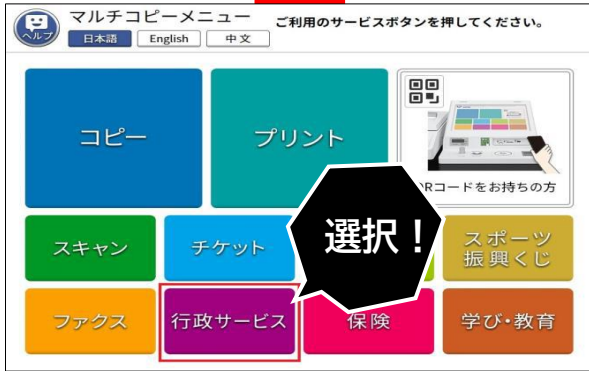 マルチコピーメニュー
ご利用のサービスボタンを押してください。
ヘルプ
日本語
English
中文
コピー
プリント
Rコードをお持ちの方
スキャン
チケット
選択！
スポーツ
振興くじ
ファクス
行政サービス
保険
学び・教育